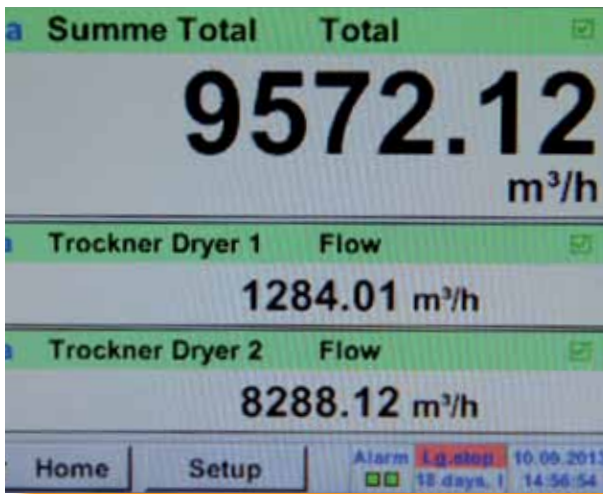 a Summe Total Total
9572.12
m³/h
a Trockner Dryer 1 Flow
1284.01 m³/h
a Trockner Dryer 2 Flow
8288.12 m³/h
Home Setup Alarm Lg.stop 10.09.2013
18 days, 14:56:54